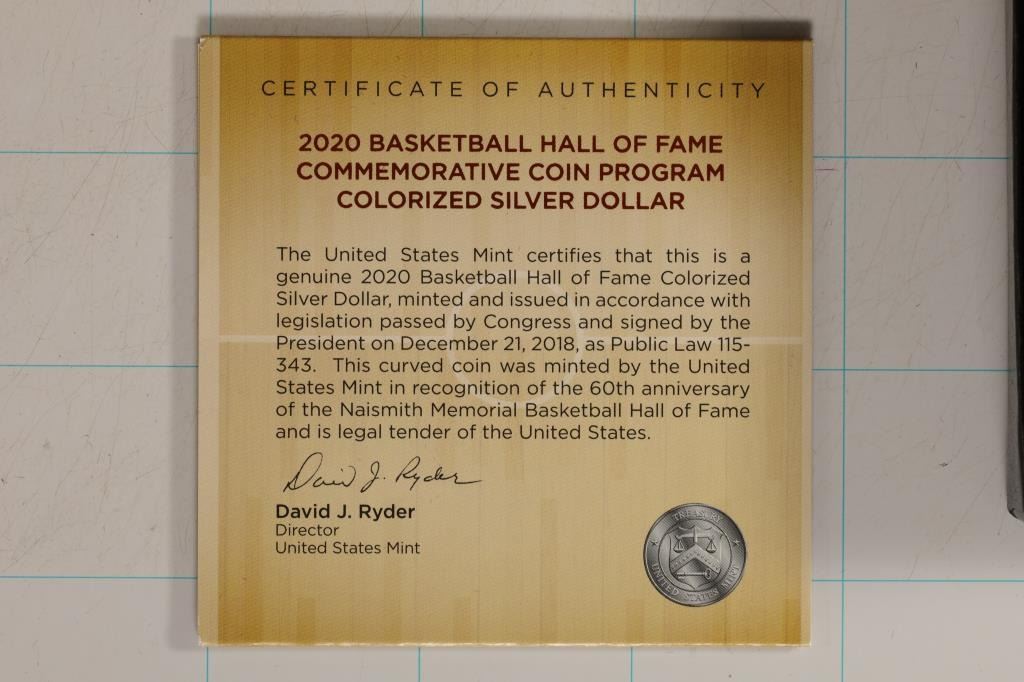 CERTIFICATE OF AUTHENTICITY
2020 BASKETBALL HALL OF FAME
COMMEMORATIVE COIN PROGRAM
COLORIZED SILVER DOLLAR
The United States Mint certifies that this is a
genuine 2020 Basketball Hall of Fame Colorized
Silver Dollar, minted and issued in accordance with
legislation passed by Congress and signed by the
President on December 21, 2018, as Public Law 115-
343. This curved coin was minted by the United
States Mint in recognition of the 60th anniversary
of the Naismith Memorial Basketball Hall of Fame
and is legal tender of the United States.
David J. Ryder
David J. Ryder
Director
United States Mint
TREASURY
UNITED STATES MINT